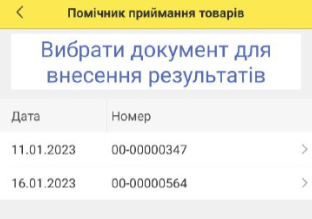 Помічник приймання товарів
Вибрати документ для
внесення результатів
Дата Номер
11.01.2023 00-00000347
16.01.2023 00-00000564